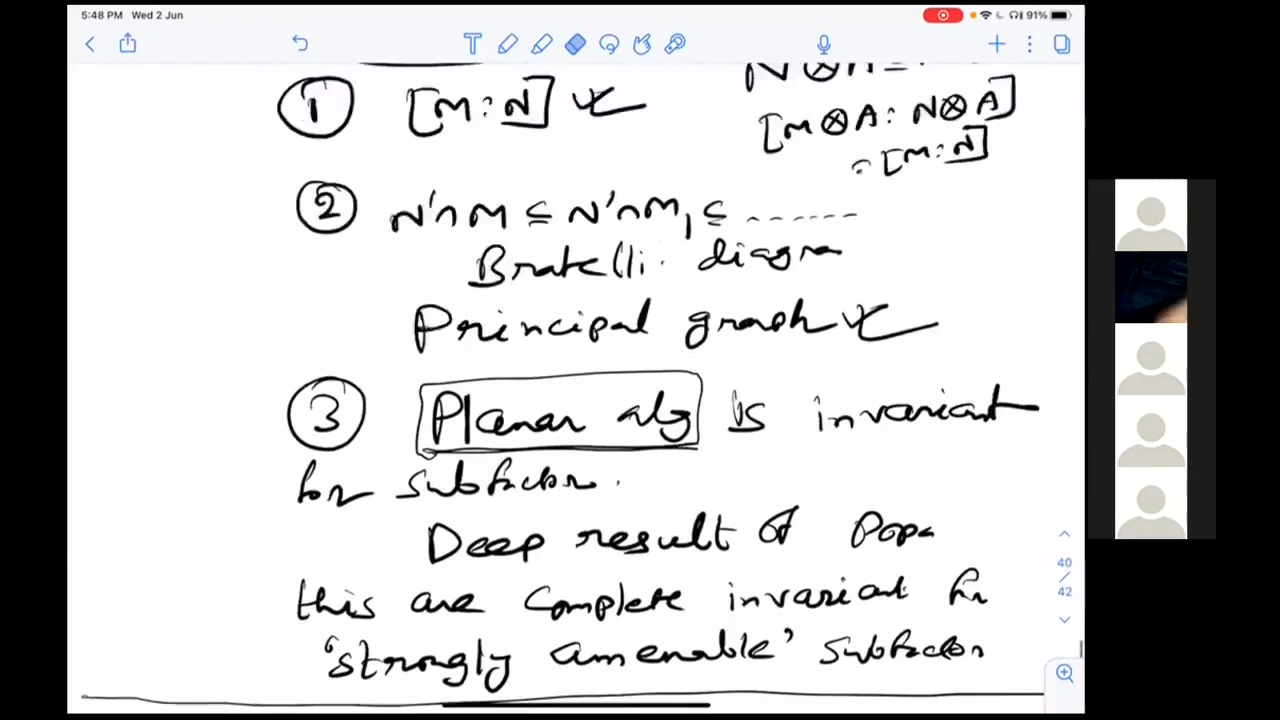 5:48 PM Wed 2 Jun
91%
N⊗A
① [M:N]
[M⊗A: N⊗A]
= [M:N]
② N'∩M ⊆ N'∩M₁ ⊆ ------
Bratelli diagra
Principal graph
③ Planar alg is invariant
for subfactor.
Deep result of Popa
this are complete invariant for
'strongly amenable' subfactor
40
/
42